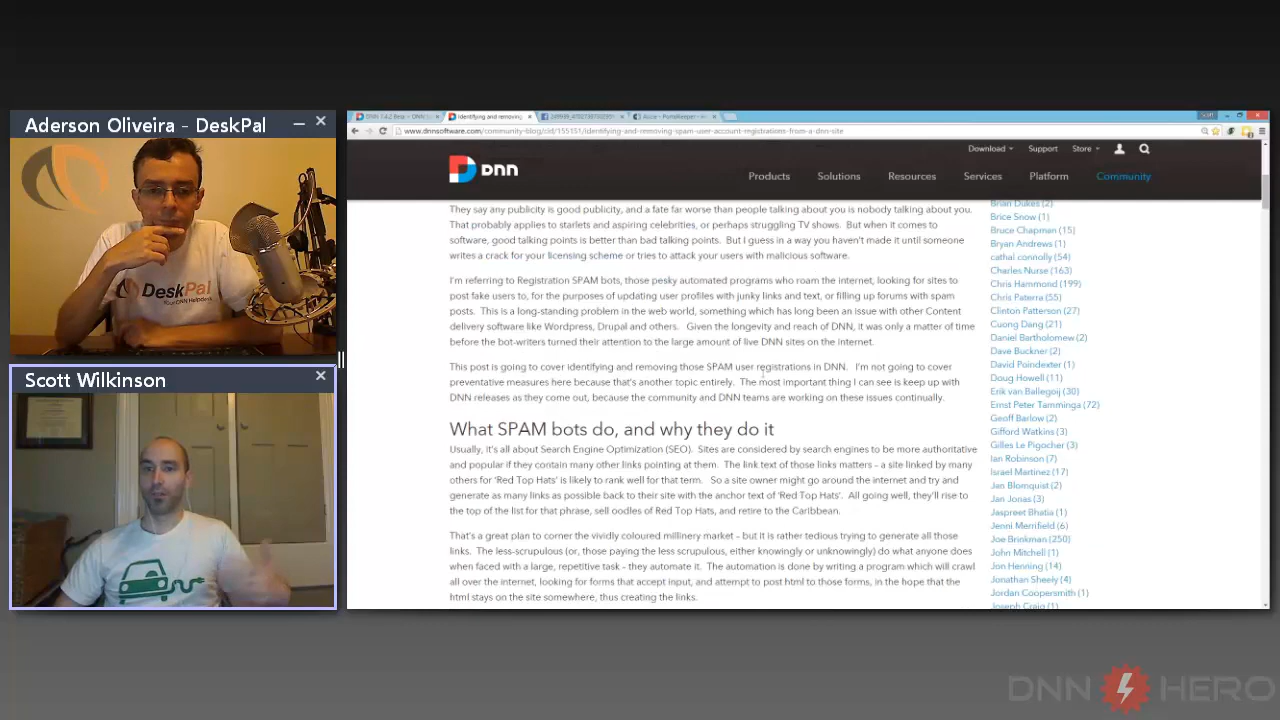 Aderson Oliveira - DeskPal
DeskPal
Your DNN Helpdesk
Scott Wilkinson
DNN 7.4.2 Beta
Identifying and removing
www.dnnsoftware.com/community-blog/cid/155151/identifying-and-removing-spam-user-account-registrations-from-a-dnn-site
Download
Support
Store
dnn
Products
Solutions
Resources
Services
Platform
Community
They say any publicity is good publicity, and a fate far worse than people talking about you is nobody talking about you.
That probably applies to starlets and aspiring celebrities, or perhaps struggling TV shows. But when it comes to
software, good talking points is better than bad talking points. But I guess in a way you haven't made it until someone
writes a crack for your licensing scheme or tries to attack your users with malicious software.
I'm referring to Registration SPAM bots, those pesky automated programs who roam the internet, looking for sites to
post fake users to, for the purposes of updating user profiles with junky links and text, or filling up forums with spam
posts. This is a long-standing problem in the web world, something which has long been an issue with other Content
delivery software like Wordpress, Drupal and others. Given the longevity and reach of DNN, it was only a matter of time
before the bot-writers turned their attention to the large amount of live DNN sites on the internet.
This post is going to cover identifying and removing those SPAM user registrations in DNN. I'm not going to cover
preventative measures here because that's another topic entirely. The most important thing I can see is keep up with
DNN releases as they come out, because the community and DNN teams are working on these issues continually.
What SPAM bots do, and why they do it
Usually, it's all about Search Engine Optimization (SEO). Sites are considered by search engines to be more authoritative
and popular if they contain many other links pointing at them. The link text of those links matters – a site linked by many
others for 'Red Top Hats' is likely to rank well for that term. So a site owner might go around the internet and try and
generate as many links as possible back to their site with the anchor text of 'Red Top Hats'. All going well, they'll rise to
the top of the list for that phrase, sell oodles of Red Top Hats, and retire to the Caribbean.
That's a great plan to corner the vividly coloured millinery market – but it is rather tedious trying to generate all those
links. The less-scrupulous (or, those paying the less scrupulous, either knowingly or unknowingly) do what anyone does
when faced with a large, repetitive task – they automate it. The automation is done by writing a program which will crawl
all over the internet, looking for forms that accept input, and attempt to post html to those forms, in the hope that the
html stays on the site somewhere, thus creating the links.
Brian Dukes (2)
Brice Snow (1)
Bruce Chapman (15)
Bryan Andrews (1)
cathal connolly (54)
Charles Nurse (163)
Chris Hammond (199)
Chris Paterra (55)
Clinton Patterson (27)
Cuong Dang (21)
Daniel Bartholomew (2)
Dave Buckner (2)
David Poindexter (1)
Doug Howell (11)
Erik van Ballegoij (30)
Ernst Peter Tamminga (72)
Geoff Barlow (2)
Gifford Watkins (3)
Gilles Le Pigocher (3)
Ian Robinson (7)
Israel Martinez (17)
Jan Blomquist (2)
Jan Jonas (3)
Jaspreet Bhatia (1)
Jenni Merrifield (6)
Joe Brinkman (250)
John Mitchell (1)
Jon Henning (14)
Jonathan Sheely (4)
Jordan Coopersmith (1)
Joseph Craig (1)
DNN HERO